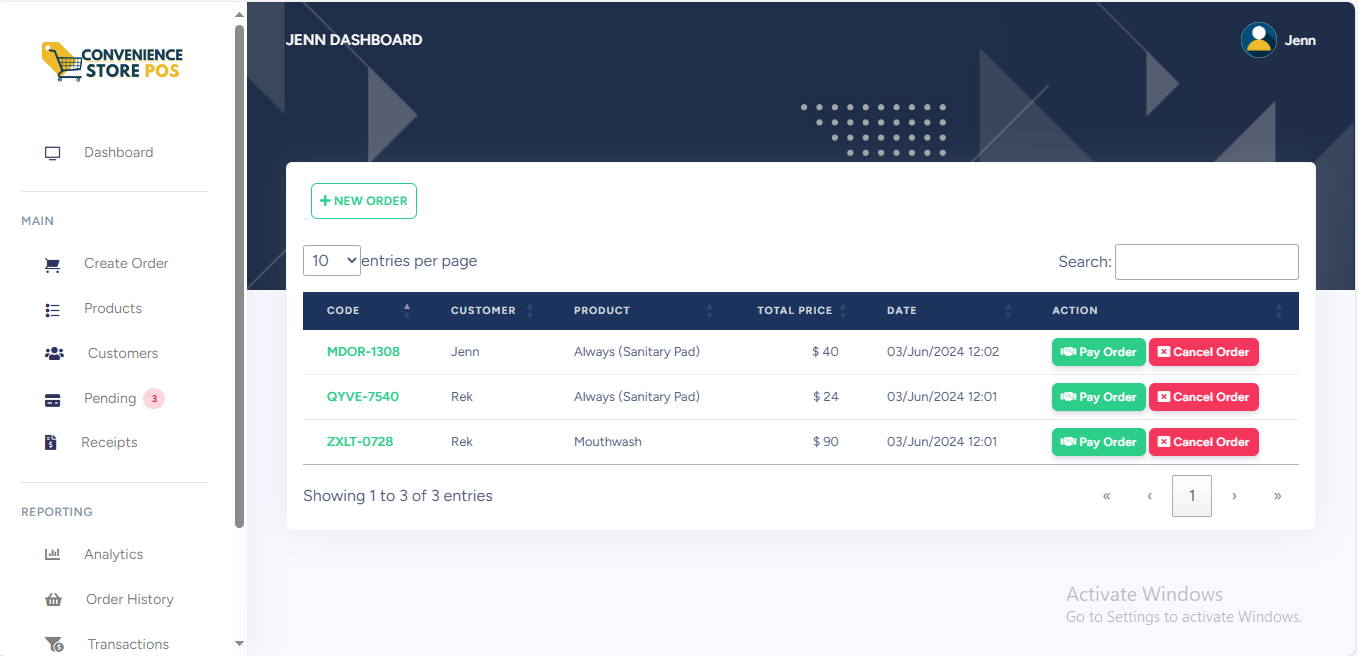 CONVENIENCE
STORE POS
JENN DASHBOARD
Jenn
Dashboard
MAIN
Create Order
Products
Customers
Pending 3
Receipts
REPORTING
Analytics
Order History
Transactions
NEW ORDER
10 entries per page
Search:
CODE CUSTOMER PRODUCT TOTAL PRICE DATE ACTION
MDOR-1308 Jenn Always (Sanitary Pad) $ 40 03/Jun/2024 12:02 Pay Order Cancel Order
QYVE-7540 Rek Always (Sanitary Pad) $ 24 03/Jun/2024 12:01 Pay Order Cancel Order
ZXLT-0728 Rek Mouthwash $ 90 03/Jun/2024 12:01 Pay Order Cancel Order
Showing 1 to 3 of 3 entries
« ‹ 1 › »
Activate Windows
Go to Settings to activate Windows.